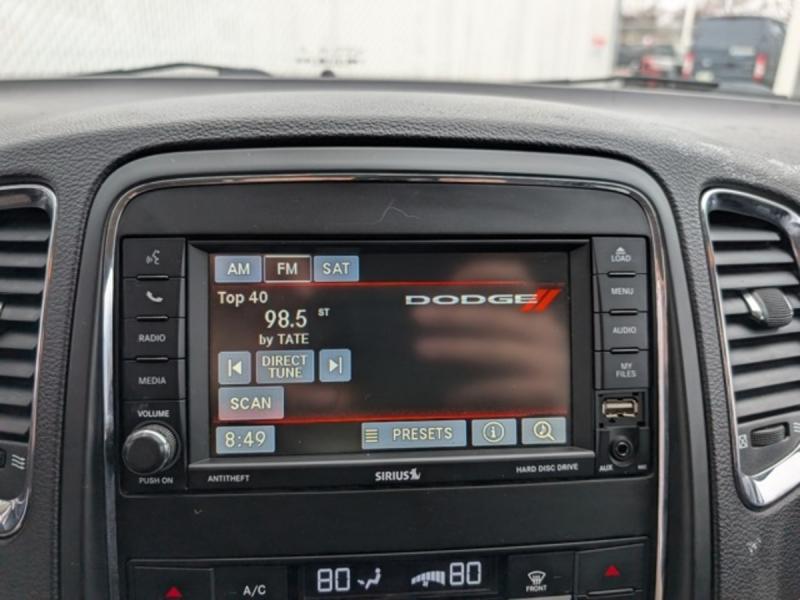 AM FM SAT
Top 40
DODGE
98.5 ST
by TATE
DIRECT
TUNE
SCAN
8:49
PRESETS
RADIO
MEDIA
VOLUME
PUSH ON
LOAD
MENU
AUDIO
MY
FILES
AUX
ANTITHEFT
SIRIUS
HARD DISC DRIVE
A/C
80
80
FRONT